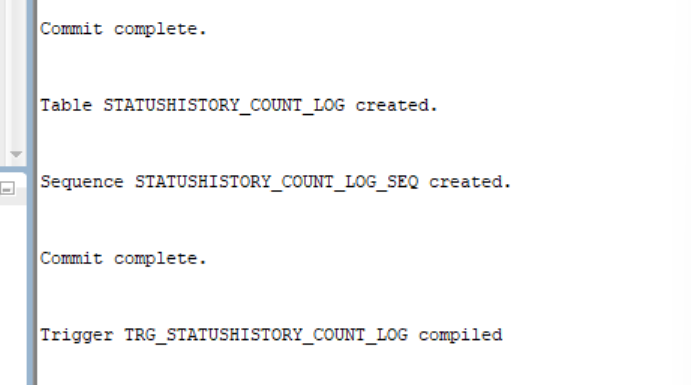 Commit complete.
Table STATUSHISTORY_COUNT_LOG created.
Sequence STATUSHISTORY_COUNT_LOG_SEQ created.
Commit complete.
Trigger TRG_STATUSHISTORY_COUNT_LOG compiled